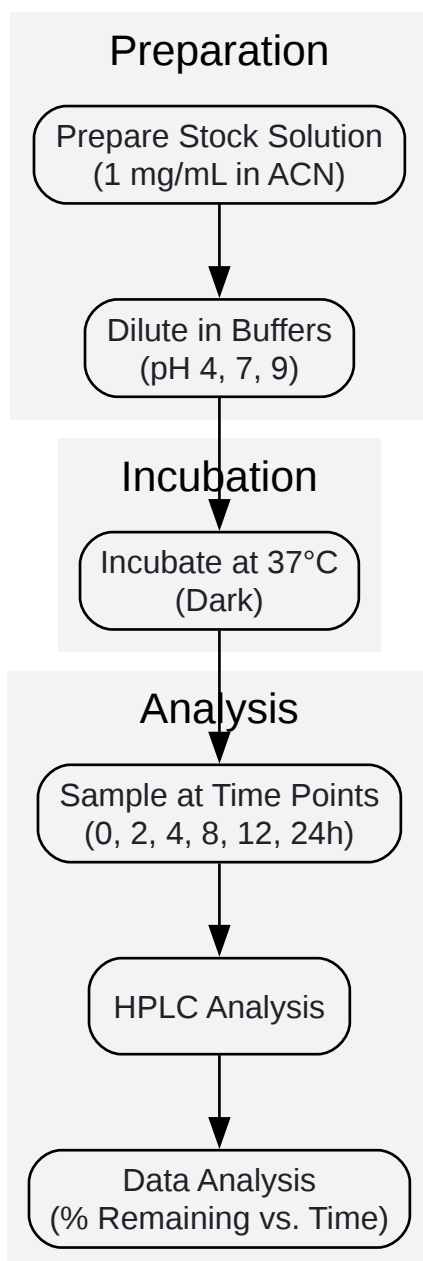 Preparation
Prepare Stock Solution
(1 mg/mL in ACN)
Dilute in Buffers
(pH 4, 7, 9)
Incubation
Incubate at 37°C
(Dark)
Analysis
Sample at Time Points
(0, 2, 4, 8, 12, 24h)
HPLC Analysis
Data Analysis
(% Remaining vs. Time)